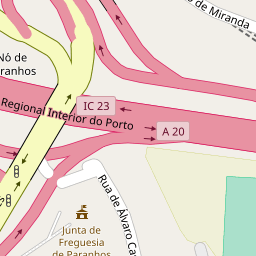 de Miranda
Nó de
Paranhos
IC 23
Regional Interior do Porto
A 20
Rua de Álvaro Ca
Junta de
Freguesia
de Paranhos